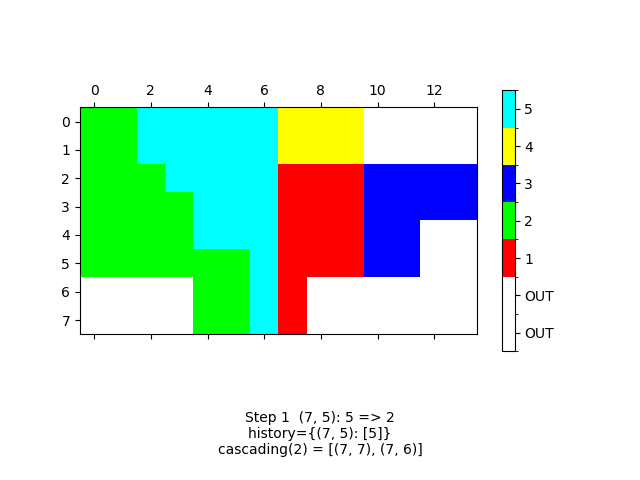 0 2 4 6 8 10 12
0
1
2
3
4
5
6
7
5
4
3
2
1
OUT
OUT
Step 1  (7, 5): 5 => 2
history={(7, 5): [5]}
cascading(2) = [(7, 7), (7, 6)]